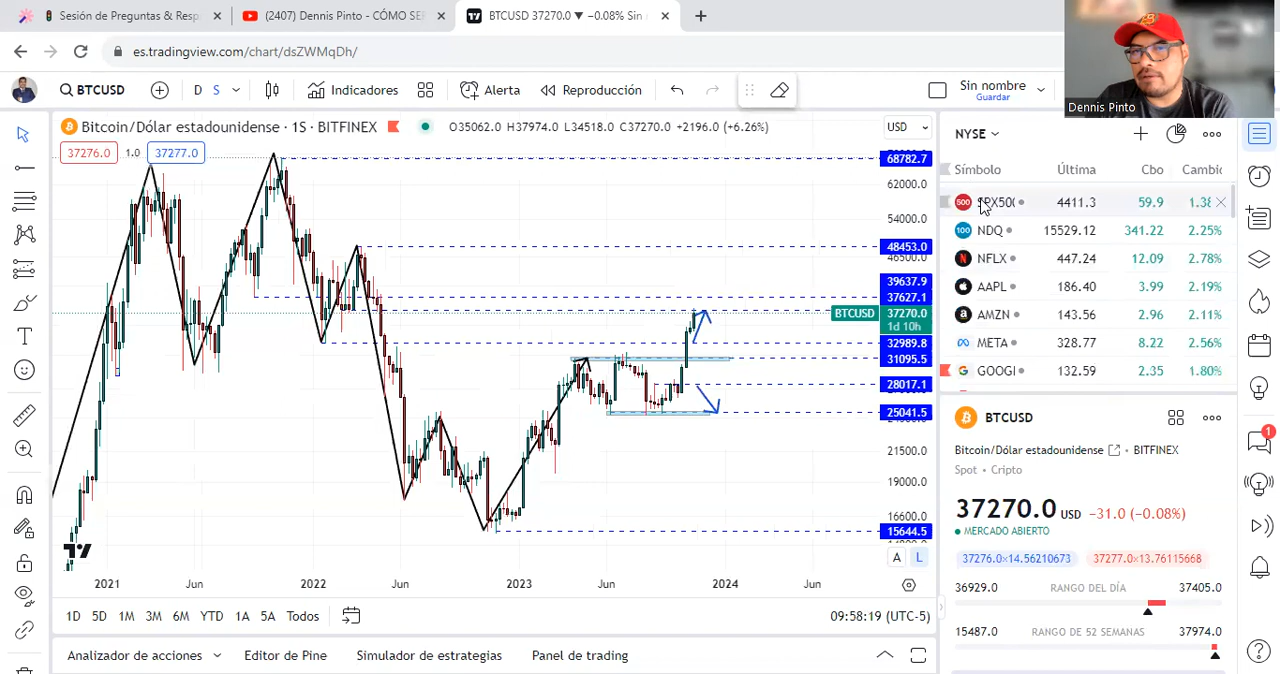 Sesión de Preguntas & Resp
(2407) Dennis Pinto - CÓMO SER
BTCUSD 37270.0 ▼ −0.08% Sin
es.tradingview.com/chart/dsZWMqDh/
BTCUSD D S Indicadores Alerta Reproducción Sin nombre
Guardar
Dennis Pinto
Bitcoin/Dólar estadounidense · 1S · BITFINEX O35062.0 H37974.0 L34518.0 C37270.0 +2196.0 (+6.26%) USD
37276.0 1.0 37277.0
68782.7
62000.0
54000.0
48453.0
46500.0
39637.9
37627.1
BTCUSD 37270.0
1d 10h
32989.8
31095.5
28017.1
25041.5
21500.0
19000.0
16600.0
15644.5
A L
2021 Jun 2022 Jun 2023 Jun 2024 Jun
1D 5D 1M 3M 6M YTD 1A 5A Todos 09:58:19 (UTC-5)
Analizador de acciones Editor de Pine Simulador de estrategias Panel de trading
NYSE
Símbolo Última Cbo Cambic
500 4411.3 59.9 1.38
100 NDQ 15529.12 341.22 2.25%
NFLX 447.24 12.09 2.78%
AAPL 186.40 3.99 2.19%
AMZN 143.56 2.96 2.11%
META 328.77 8.22 2.56%
GOOGI 132.59 2.35 1.80%
BTCUSD
Bitcoin/Dólar estadounidense · BITFINEX
Spot · Cripto
37270.0 USD −31.0 (−0.08%)
MERCADO ABIERTO
37276.0×14.56210673 37277.0×13.76115668
36929.0 RANGO DEL DÍA 37405.0
15487.0 RANGO DE 52 SEMANAS 37974.0
1